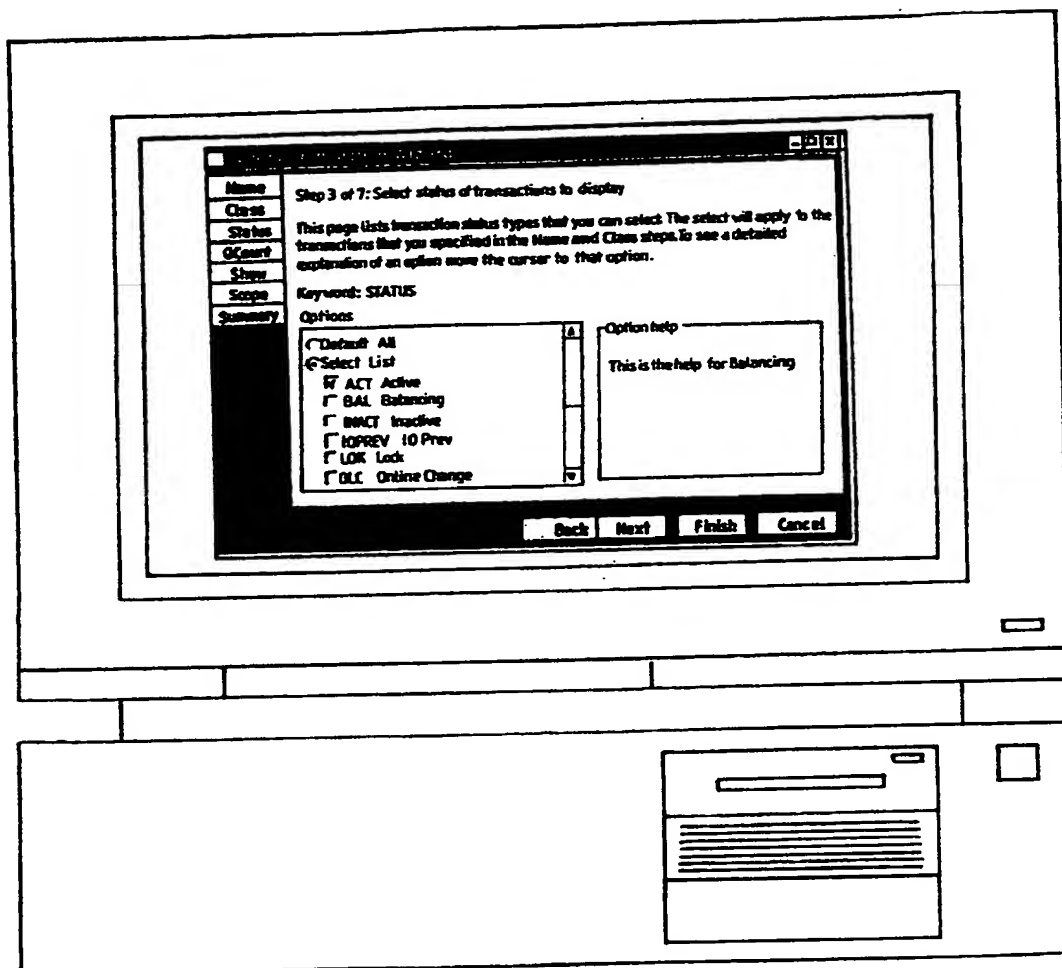 Name
Class
Status
QCount
Show
Scope
Summary
Step 3 of 7: Select status of transactions to display
This page lists transaction status types that you can select The select will apply to the
transactions that you specified in the Name and Class steps. To see a detailed
explanation of an option move the cursor to that option.
Keyword: STATUS
Options
Default All
Select List
ACT Active
BAL Balancing
INACT Inactive
IOPREV IO Prev
LOK Lock
OLC Online Change
Option help
This is the help for Balancing
Back Next Finish Cancel